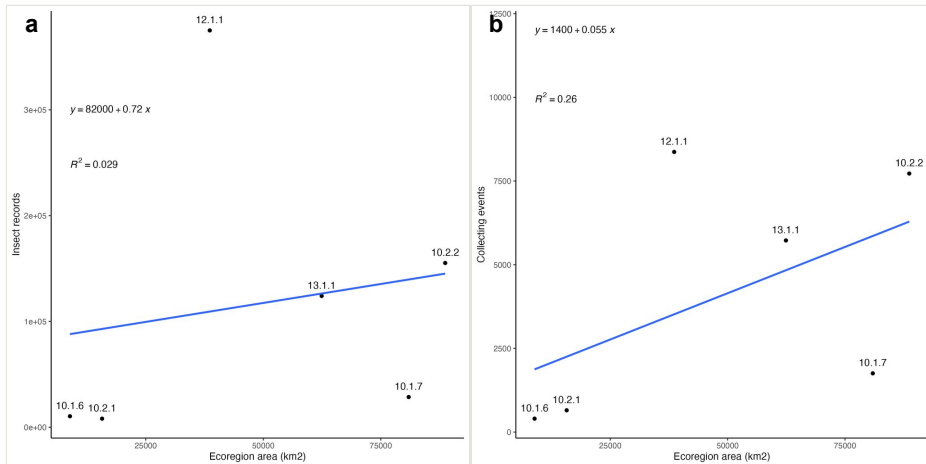 a
12.1.1
y = 82000 + 0.72 x
3e+05
R² = 0.029
2e+05
10.2.2
13.1.1
1e+05
10.1.7
10.1.6
10.2.1
0e+00
25000
50000
75000
Ecoregion area (km2)
Insect records
b
12500
y = 1400 + 0.055 x
10000
R² = 0.26
12.1.1
10.2.2
7500
13.1.1
5000
2500
10.1.7
10.2.1
10.1.6
0
25000
50000
75000
Ecoregion area (km2)
Collecting events